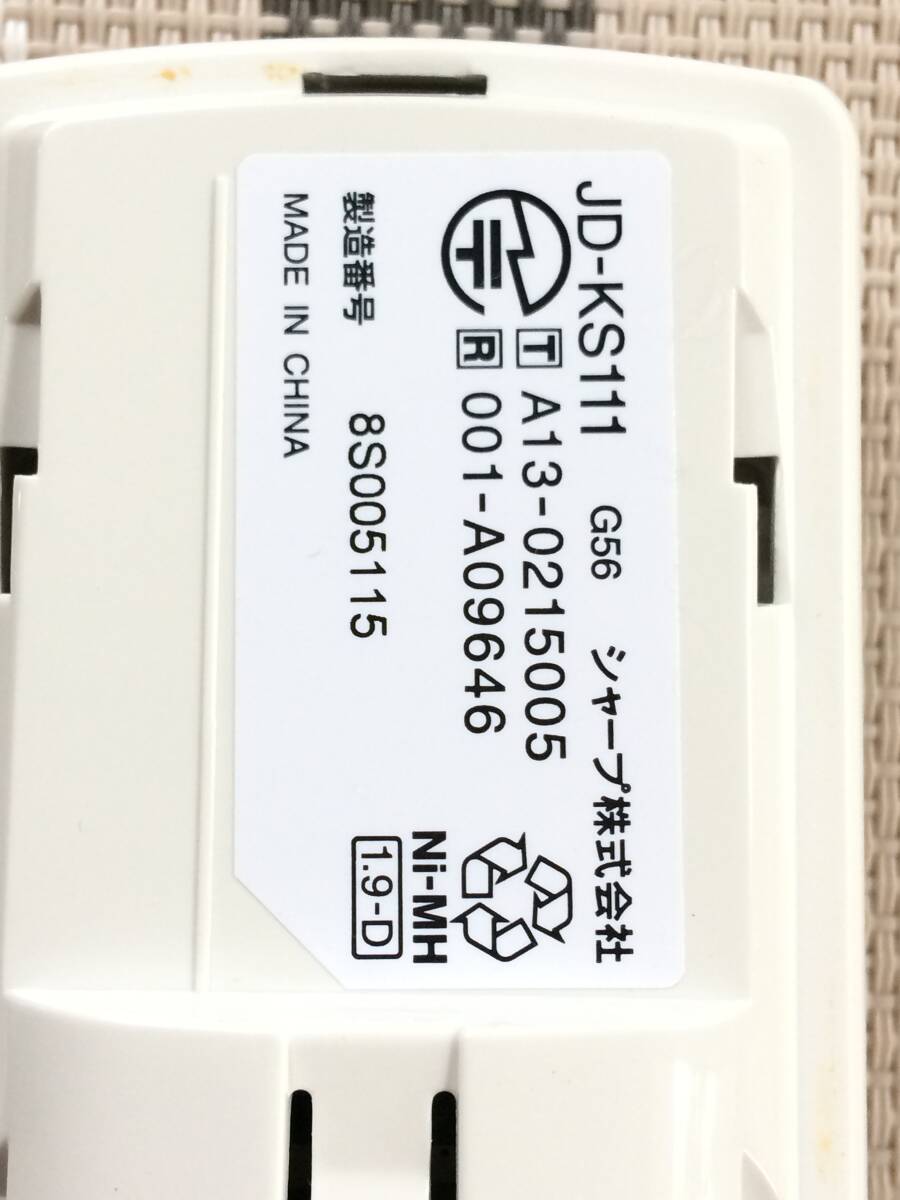 JD-KS111 G56 シャープ株式会社
T A13-0215005
R 001-A09646
製造番号 8S005115
MADE IN CHINA
Ni-MH
1.9-D